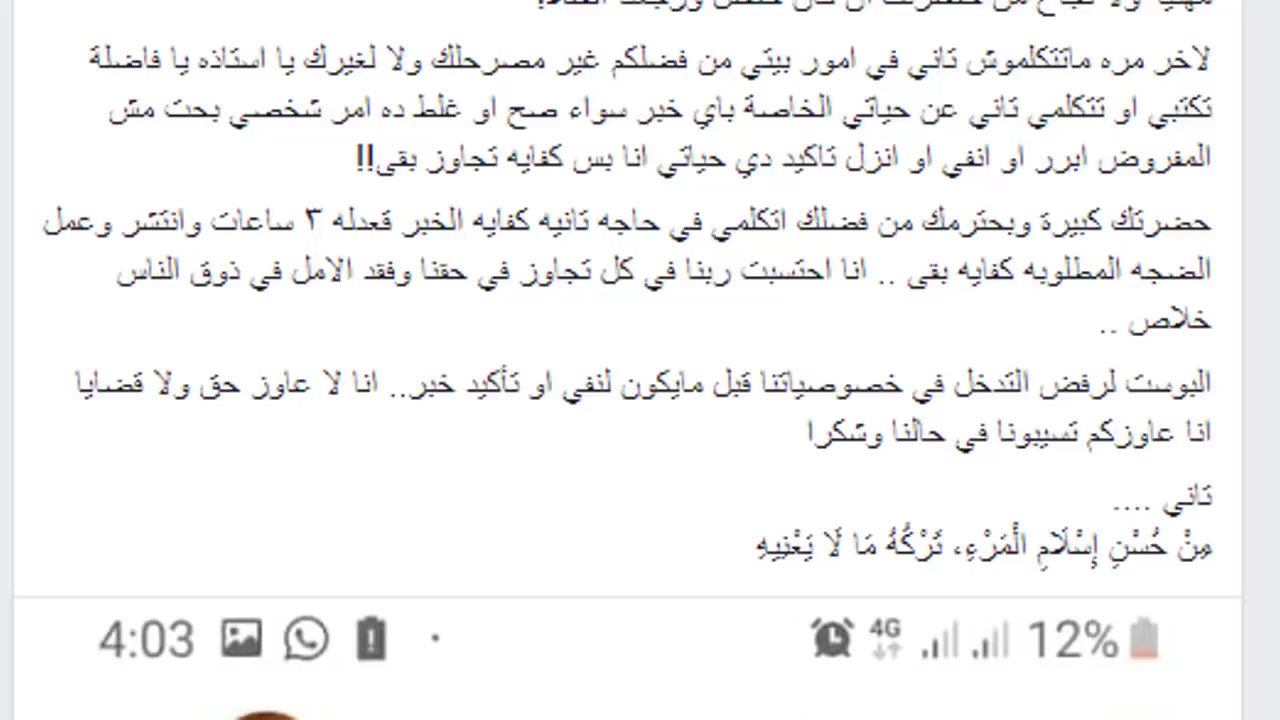 لاخر مره ماتتكلموش تاني في امور بيتي من فضلكم غير مصرحلك ولا لغيرك يا استاذه يا فاضلة
تكتبي او تتكلمي تاني عن حياتي الخاصة باي خبر سواء صح او غلط ده امر شخصي بحت مش
المفروض ابرر او انفي او انزل تاكيد دي حياتي انا بس كفايه تجاوز بقى!!
حضرتك كبيرة وبحترمك من فضلك اتكلمي في حاجه تانيه كفايه الخبر قعدله ٣ ساعات وانتشر وعمل
الضجه المطلوبه كفايه بقى .. انا احتسبت ربنا في كل تجاوز في حقنا وفقد الامل في ذوق الناس
خلاص ..
البوست لرفض التدخل في خصوصياتنا قبل مايكون لنفي او تأكيد خبر.. انا لا عاوز حق ولا قضايا
انا عاوزكم تسيبونا في حالنا وشكرا
تاني ....
مِنْ حُسْنِ إِسْلَامِ الْمَرْءِ، تَرْكُهُ مَا لَا يَعْنِيهِ
4:03 4G 12%